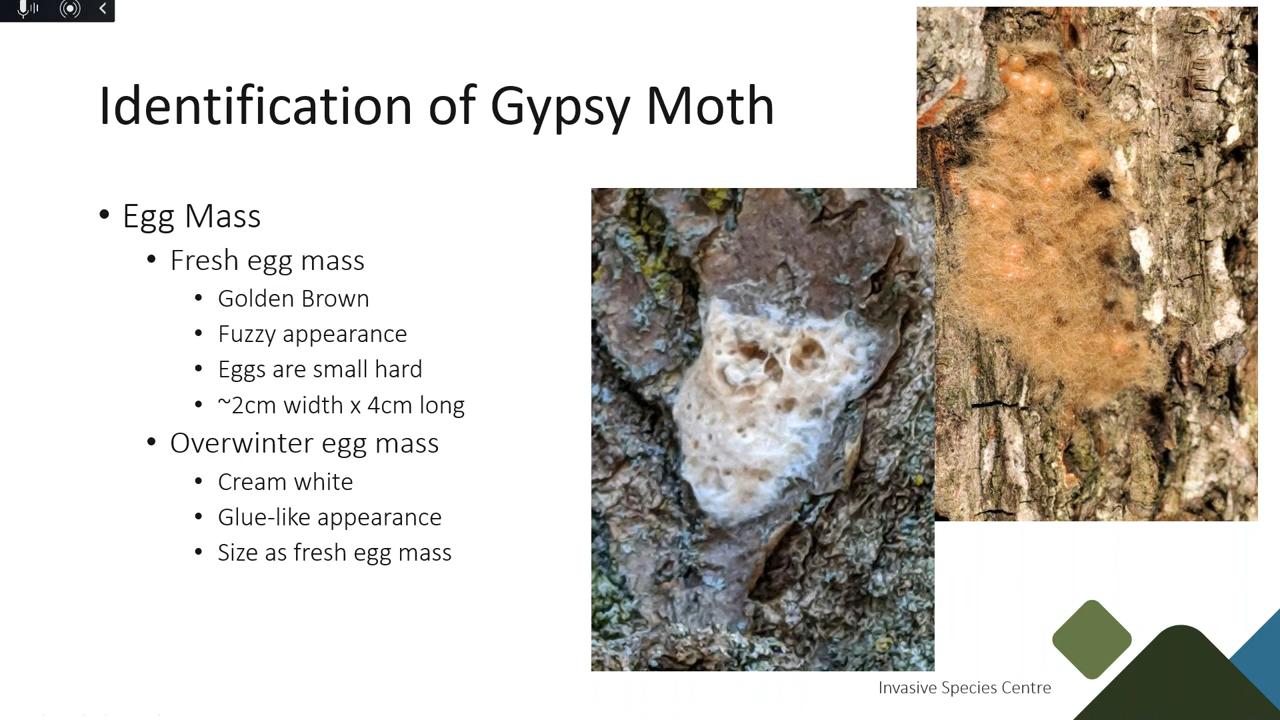 Identification of Gypsy Moth
• Egg Mass
• Fresh egg mass
• Golden Brown
• Fuzzy appearance
• Eggs are small hard
• ~2cm width x 4cm long
• Overwinter egg mass
• Cream white
• Glue-like appearance
• Size as fresh egg mass
Invasive Species Centre